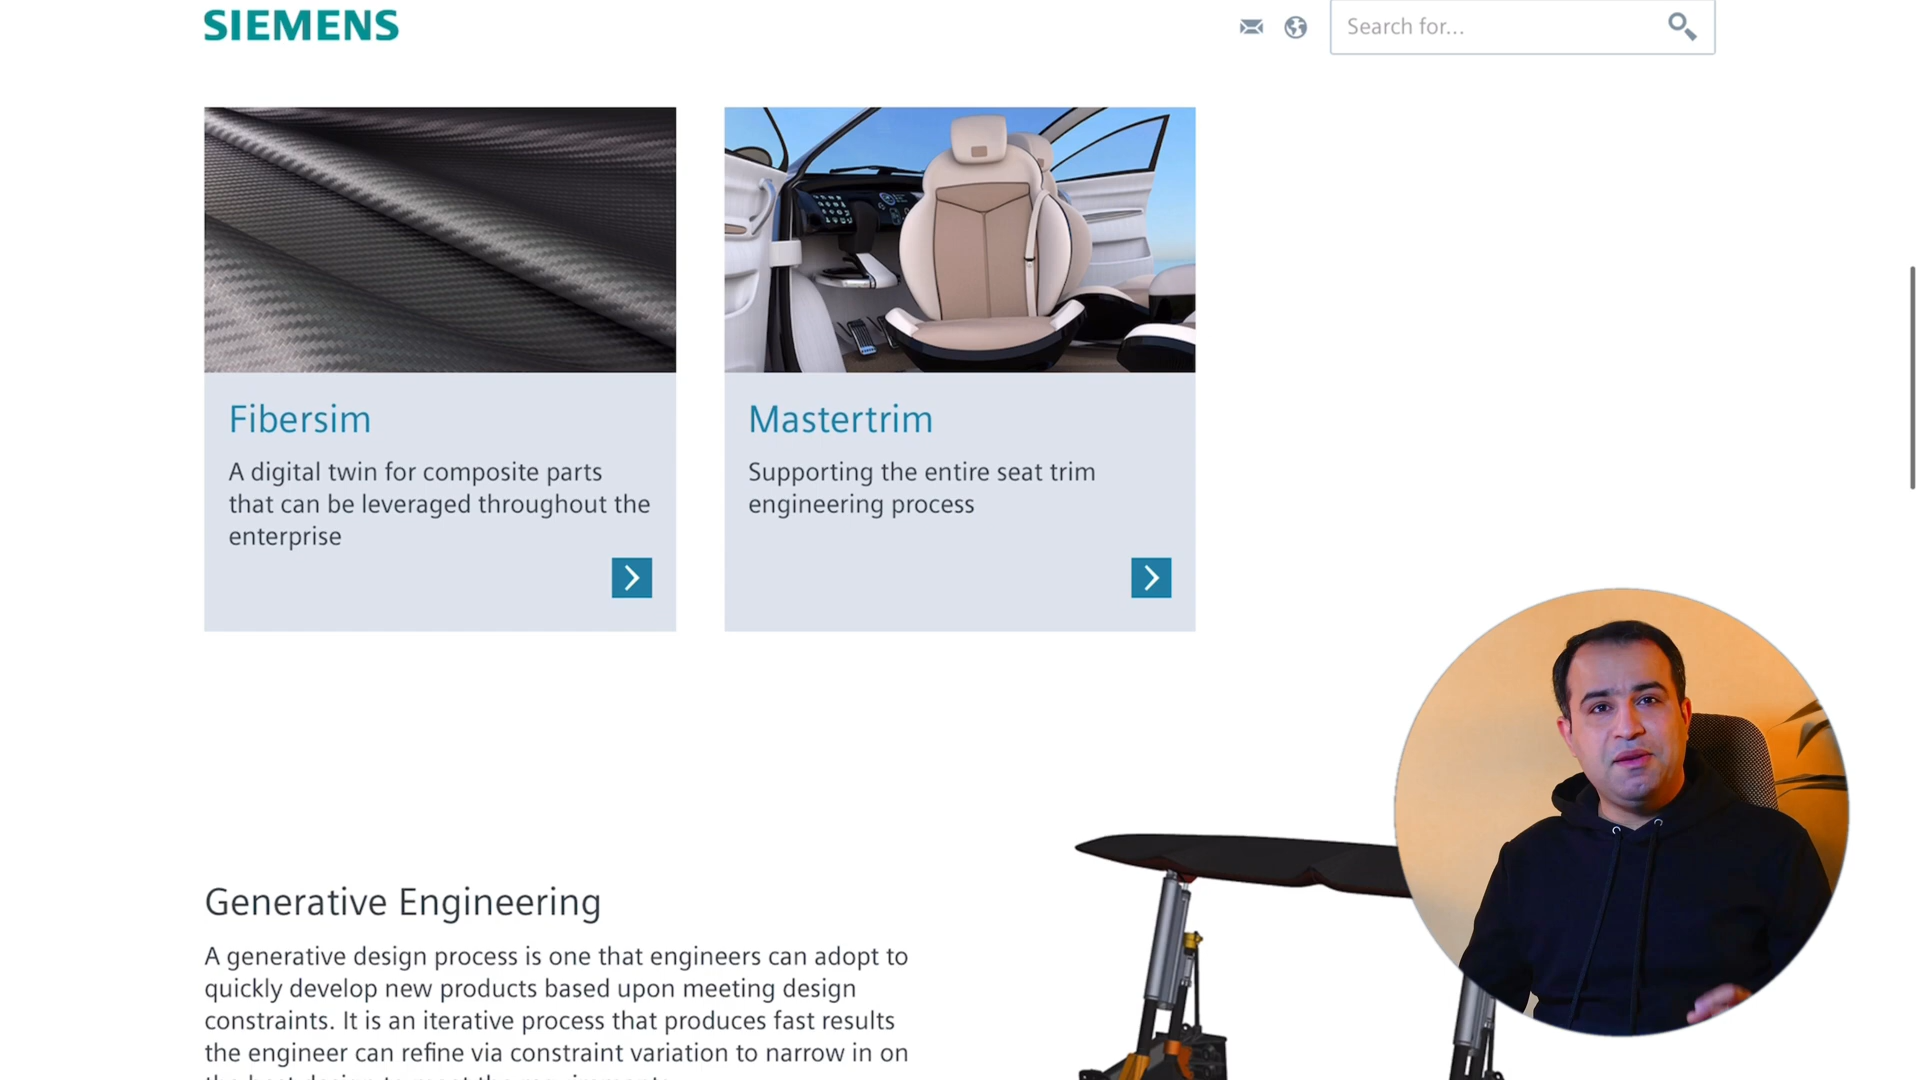 SIEMENS
Search for...
Fibersim
A digital twin for composite parts
that can be leveraged throughout the
enterprise
Mastertrim
Supporting the entire seat trim
engineering process
Generative Engineering
A generative design process is one that engineers can adopt to
quickly develop new products based upon meeting design
constraints. It is an iterative process that produces fast results
the engineer can refine via constraint variation to narrow in on